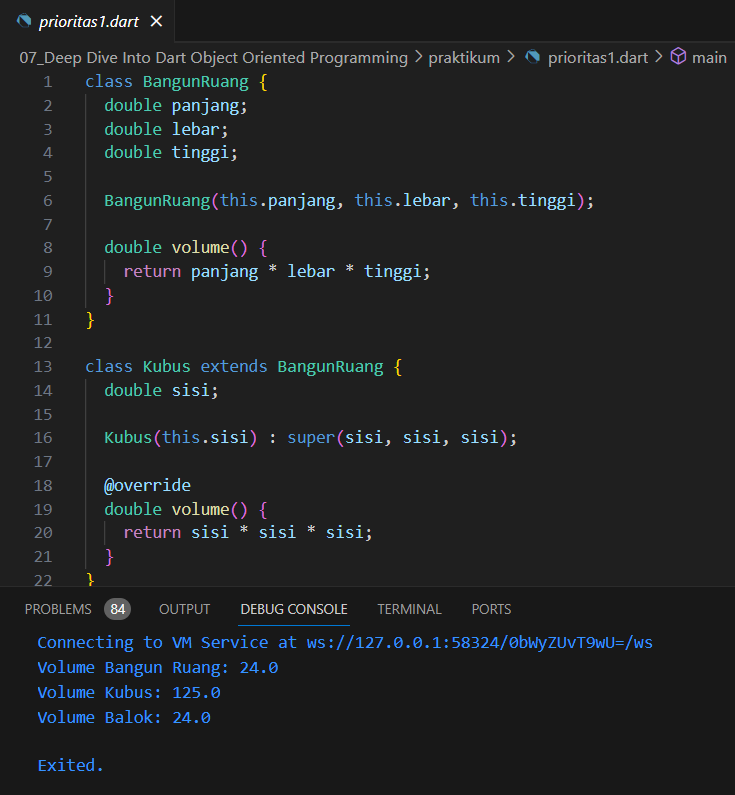 prioritas1.dart ×
07_Deep Dive Into Dart Object Oriented Programming > praktikum > prioritas1.dart > main
1 class BangunRuang {
2 double panjang;
3 double lebar;
4 double tinggi;
5
6 BangunRuang(this.panjang, this.lebar, this.tinggi);
7
8 double volume() {
9 return panjang * lebar * tinggi;
10 }
11 }
12
13 class Kubus extends BangunRuang {
14 double sisi;
15
16 Kubus(this.sisi) : super(sisi, sisi, sisi);
17
18 @override
19 double volume() {
20 return sisi * sisi * sisi;
21 }
22 }
PROBLEMS 84 OUTPUT DEBUG CONSOLE TERMINAL PORTS
Connecting to VM Service at ws://127.0.0.1:58324/0bWyZUvT9wU=/ws
Volume Bangun Ruang: 24.0
Volume Kubus: 125.0
Volume Balok: 24.0
Exited.